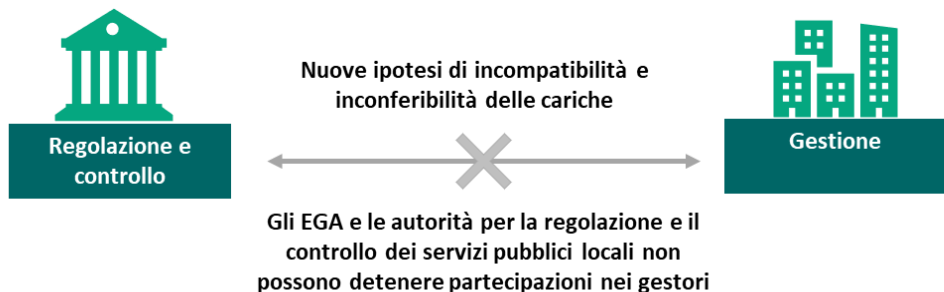 Nuove ipotesi di incompatibilità e
inconferibilità delle cariche
Regolazione e
controllo
Gestione
Gli EGA e le autorità per la regolazione e il
controllo dei servizi pubblici locali non
possono detenere partecipazioni nei gestori